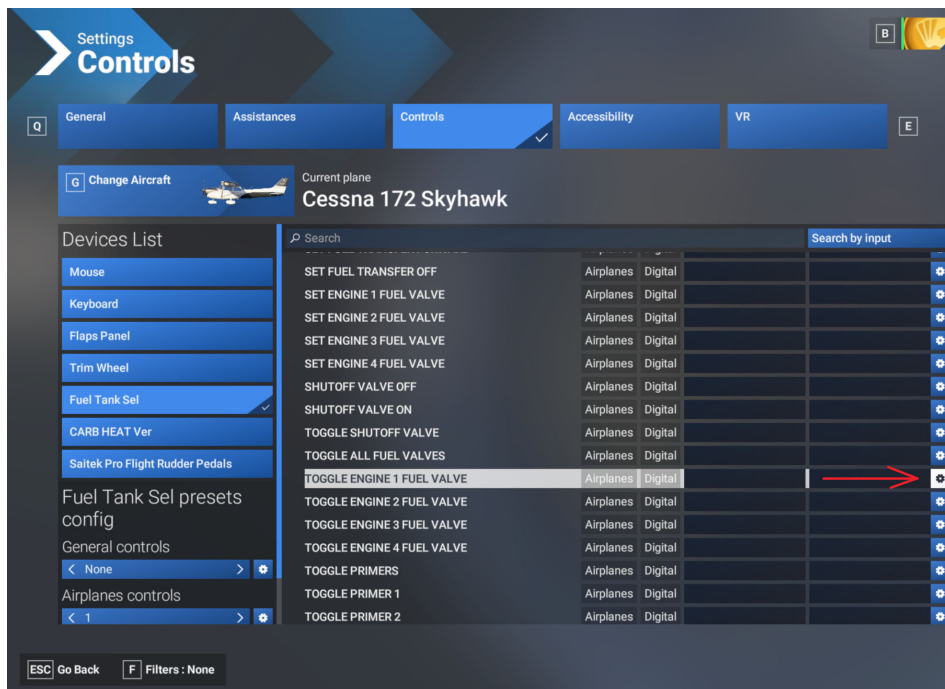 Settings
Controls
B
Q
General
Assistances
Controls
Accessibility
VR
E
G Change Aircraft
Current plane
Cessna 172 Skyhawk
Devices List
Mouse
Keyboard
Flaps Panel
Trim Wheel
Fuel Tank Sel
CARB HEAT Ver
Saitek Pro Flight Rudder Pedals
Fuel Tank Sel presets
config
General controls
< None >
Airplanes controls
< 1 >
Search
Search by input
SET FUEL TRANSFER OFF Airplanes Digital
SET ENGINE 1 FUEL VALVE Airplanes Digital
SET ENGINE 2 FUEL VALVE Airplanes Digital
SET ENGINE 3 FUEL VALVE Airplanes Digital
SET ENGINE 4 FUEL VALVE Airplanes Digital
SHUTOFF VALVE OFF Airplanes Digital
SHUTOFF VALVE ON Airplanes Digital
TOGGLE SHUTOFF VALVE Airplanes Digital
TOGGLE ALL FUEL VALVES Airplanes Digital
TOGGLE ENGINE 1 FUEL VALVE Airplanes Digital
TOGGLE ENGINE 2 FUEL VALVE Airplanes Digital
TOGGLE ENGINE 3 FUEL VALVE Airplanes Digital
TOGGLE ENGINE 4 FUEL VALVE Airplanes Digital
TOGGLE PRIMERS Airplanes Digital
TOGGLE PRIMER 1 Airplanes Digital
TOGGLE PRIMER 2 Airplanes Digital
ESC Go Back
F Filters : None